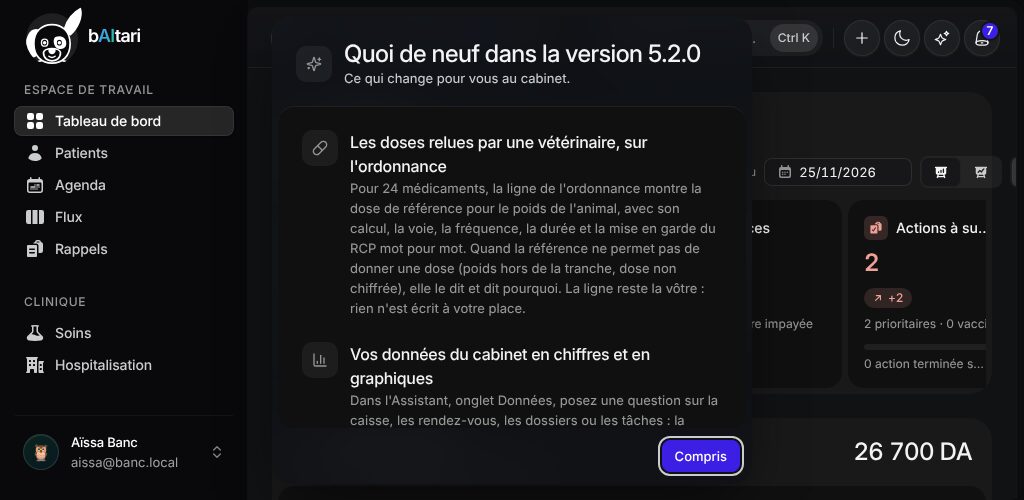 bAItari
ESPACE DE TRAVAIL
Tableau de bord
Patients
Agenda
Flux
Rappels
CLINIQUE
Soins
Hospitalisation
Aïssa Banc
aissa@banc.local
Ctrl K
7
Quoi de neuf dans la version 5.2.0
Ce qui change pour vous au cabinet.
Les doses relues par une vétérinaire, sur
l'ordonnance
Pour 24 médicaments, la ligne de l'ordonnance montre la
dose de référence pour le poids de l'animal, avec son
calcul, la voie, la fréquence, la durée et la mise en garde du
RCP mot pour mot. Quand la référence ne permet pas de
donner une dose (poids hors de la tranche, dose non
chiffrée), elle le dit et dit pourquoi. La ligne reste la vôtre :
rien n'est écrit à votre place.
Vos données du cabinet en chiffres et en
graphiques
Dans l'Assistant, onglet Données, posez une question sur la
caisse, les rendez-vous, les dossiers ou les tâches : la
Compris
25/11/2026
Actions à su...
2
+2
2 prioritaires · 0 vacci
0 action terminée s...
re impayée
26 700 DA